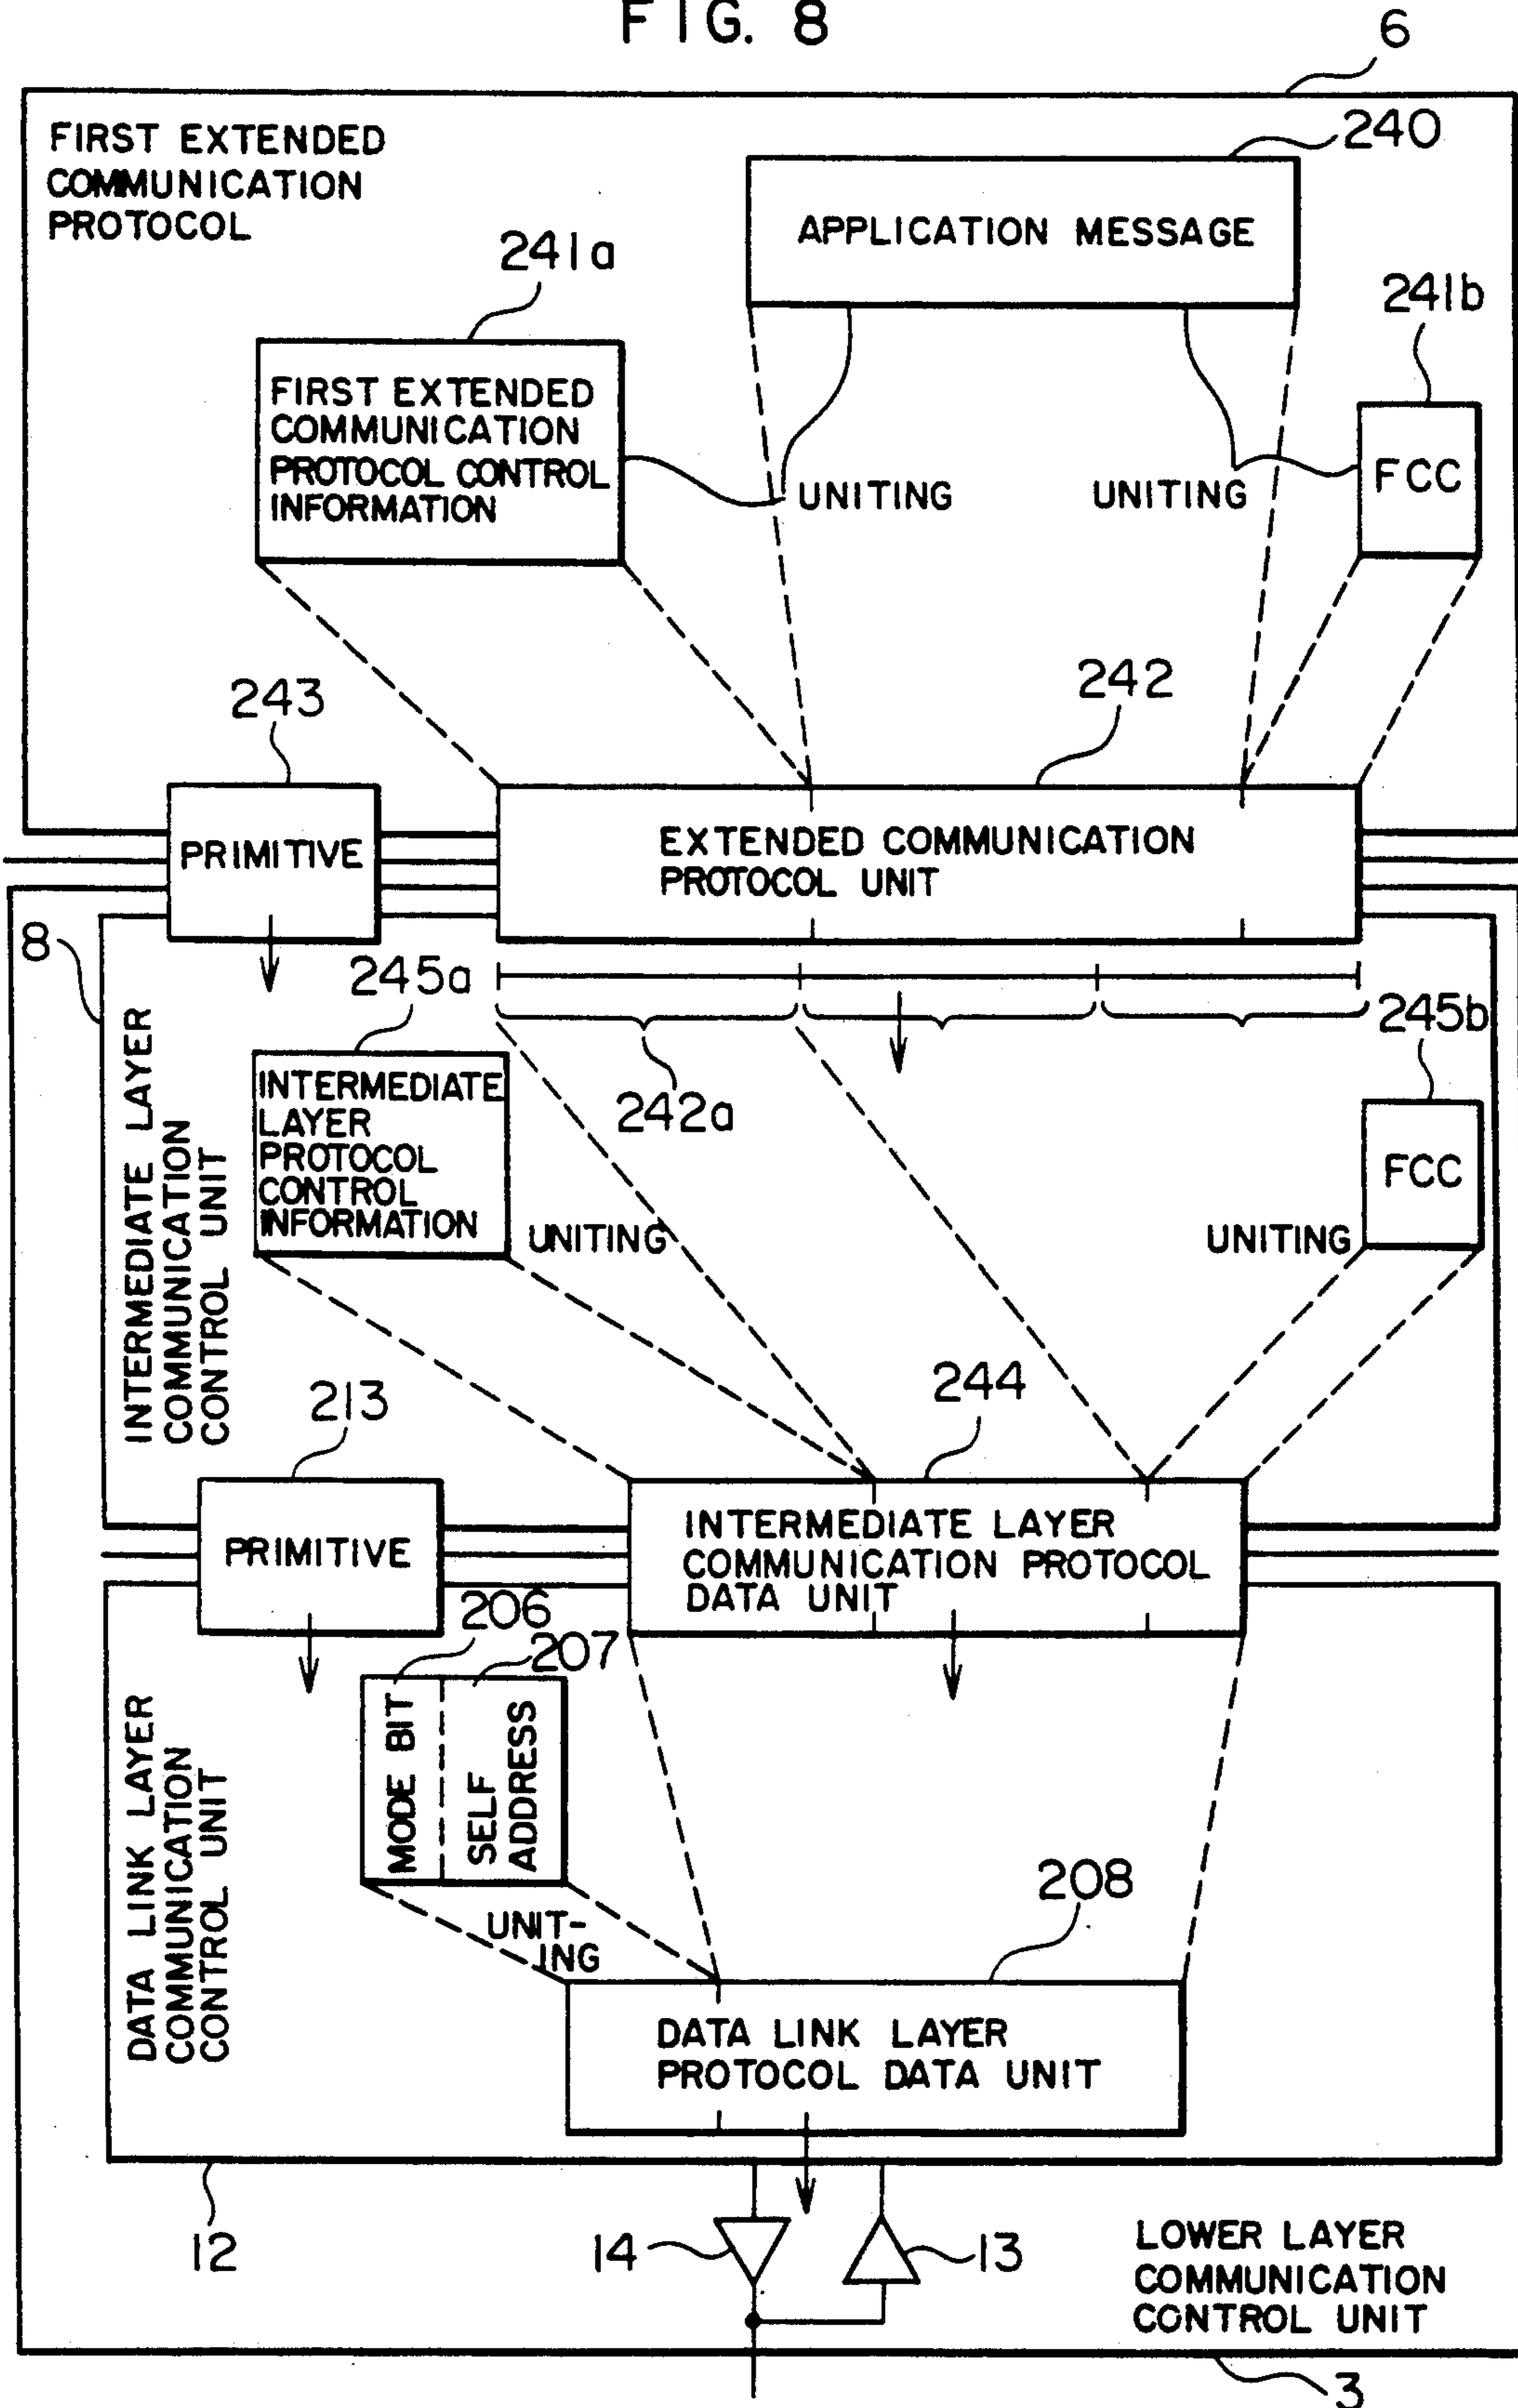 FIG. 8
6
FIRST EXTENDED
COMMUNICATION
PROTOCOL
240
APPLICATION MESSAGE
241a
241b
FIRST EXTENDED
COMMUNICATION
PROTOCOL CONTROL
INFORMATION
UNITING
UNITING
FCC
243
242
PRIMITIVE
EXTENDED COMMUNICATION
PROTOCOL UNIT
8
245a
245b
242a
INTERMEDIATE LAYER
COMMUNICATION
CONTROL UNIT
INTERMEDIATE
LAYER
PROTOCOL
CONTROL
INFORMATION
FCC
UNITING
UNITING
244
213
PRIMITIVE
INTERMEDIATE LAYER
COMMUNICATION PROTOCOL
DATA UNIT
206
207
DATA LINK LAYER
COMMUNICATION
CONTROL UNIT
MODE BIT
SELF
ADDRESS
208
UNIT-
ING
DATA LINK LAYER
PROTOCOL DATA UNIT
12
14
13
LOWER LAYER
COMMUNICATION
CONTROL UNIT
3